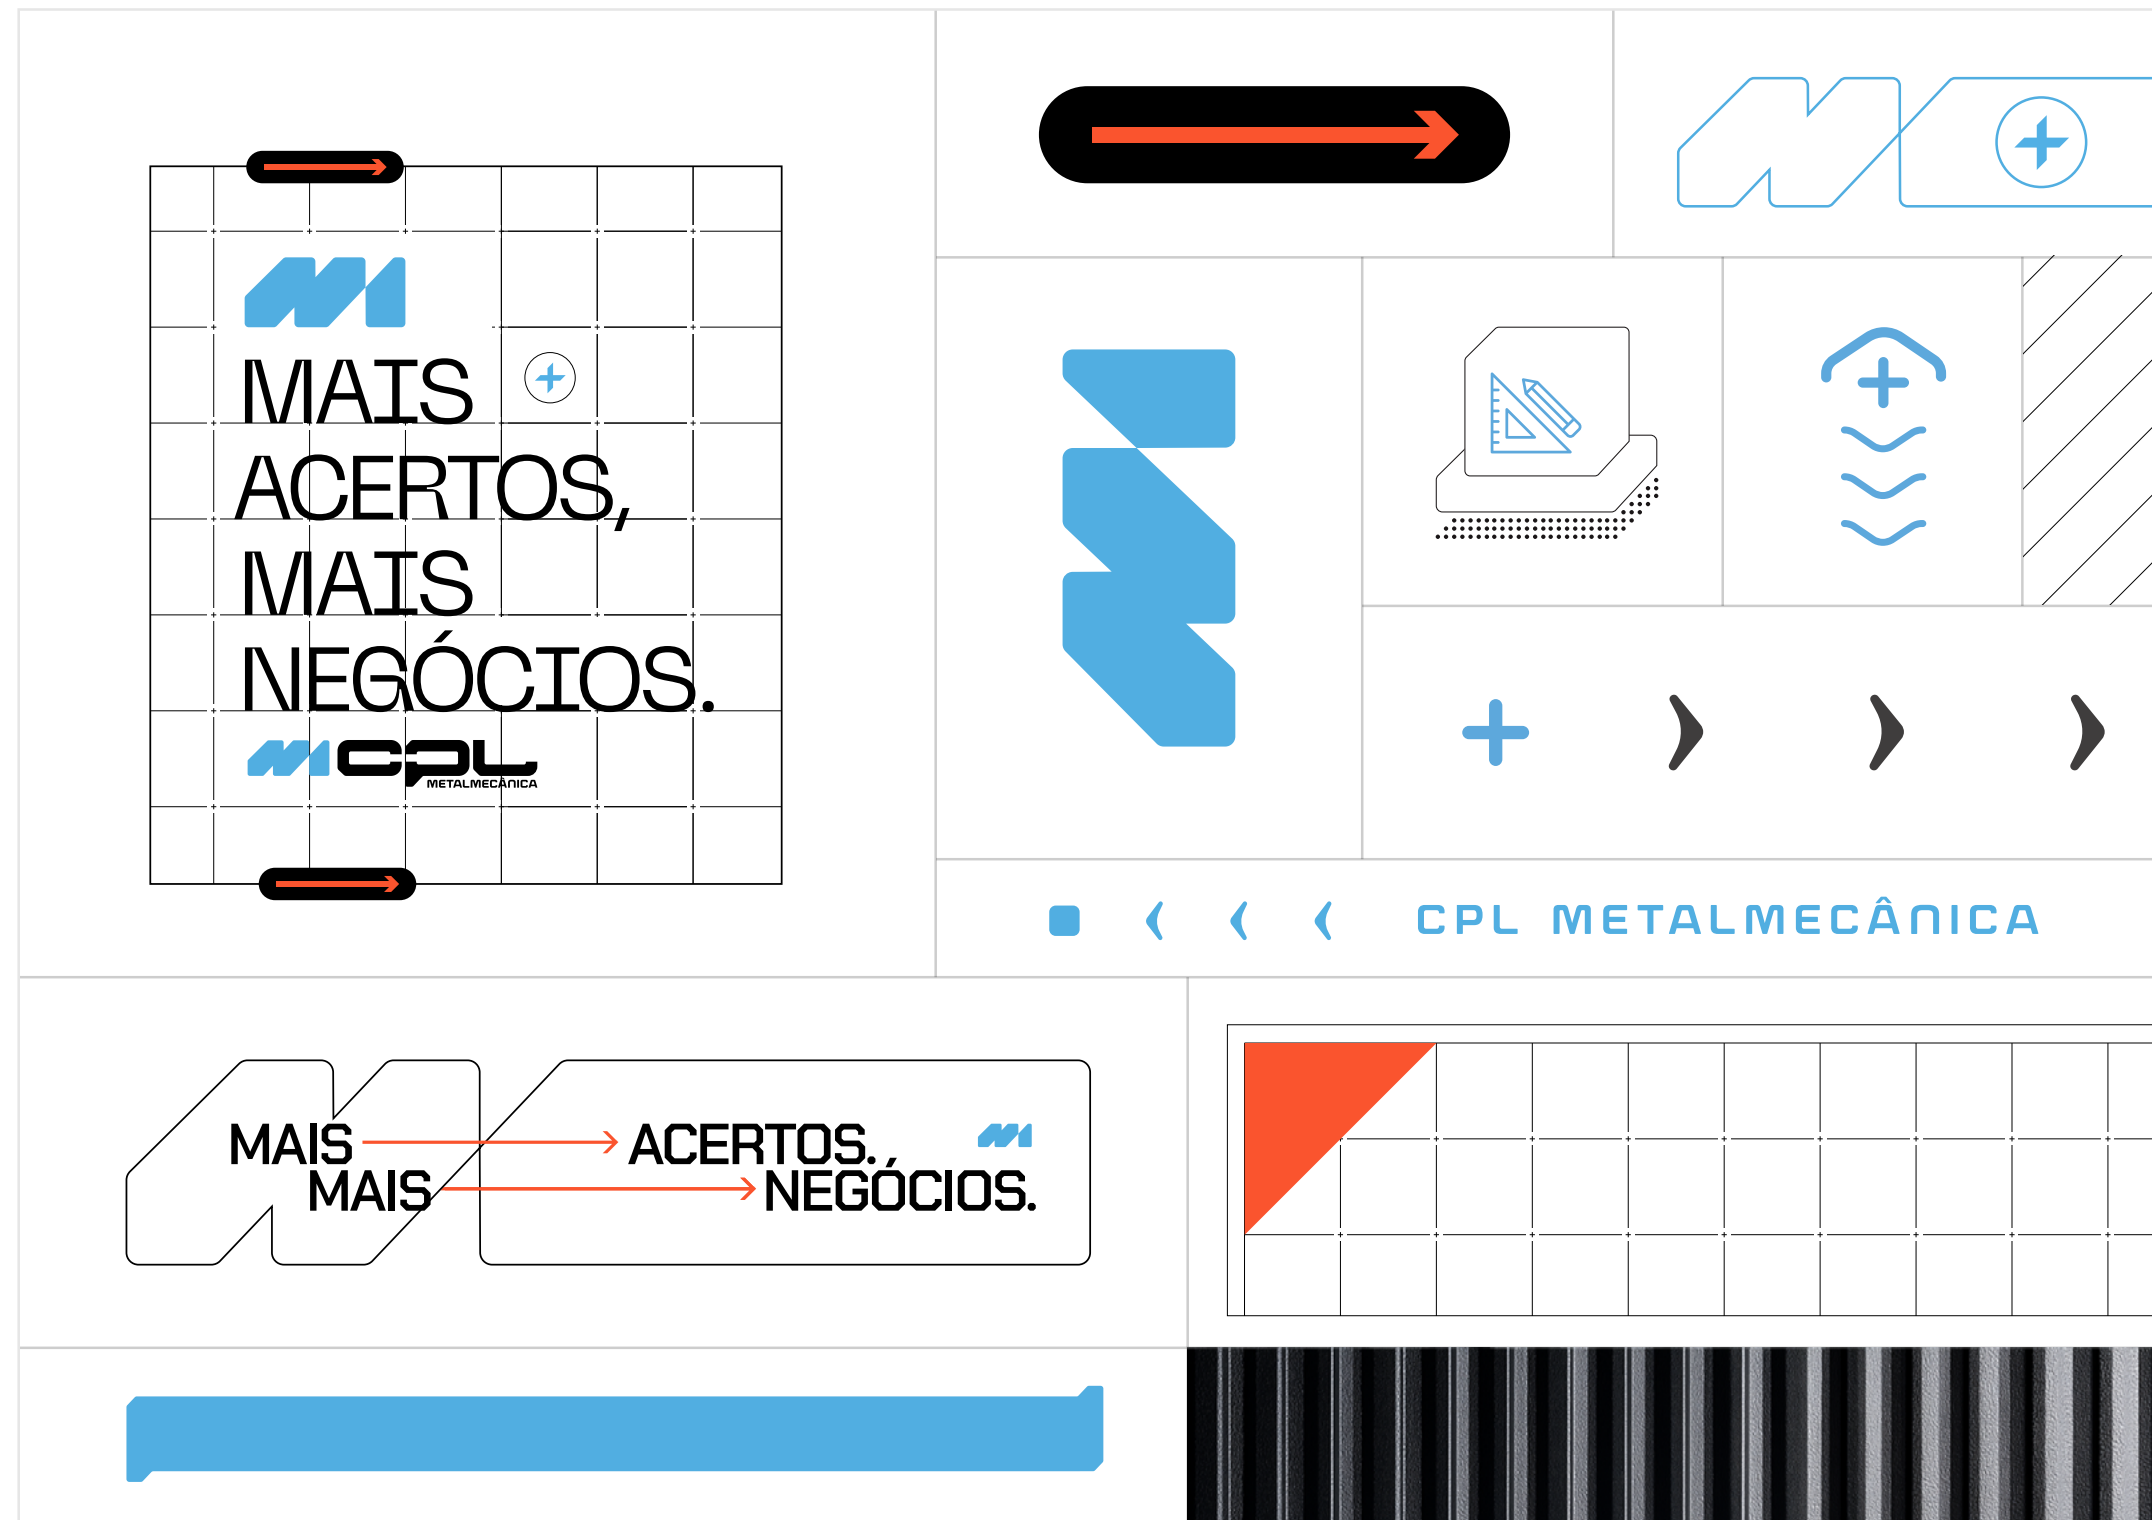 MAIS
ACERTOS,
MAIS
NEGÓCIOS.
CPL
METALMECÂNICA
CPL METALMECÂNICA
MAIS ACERTOS.
MAIS NEGÓCIOS.